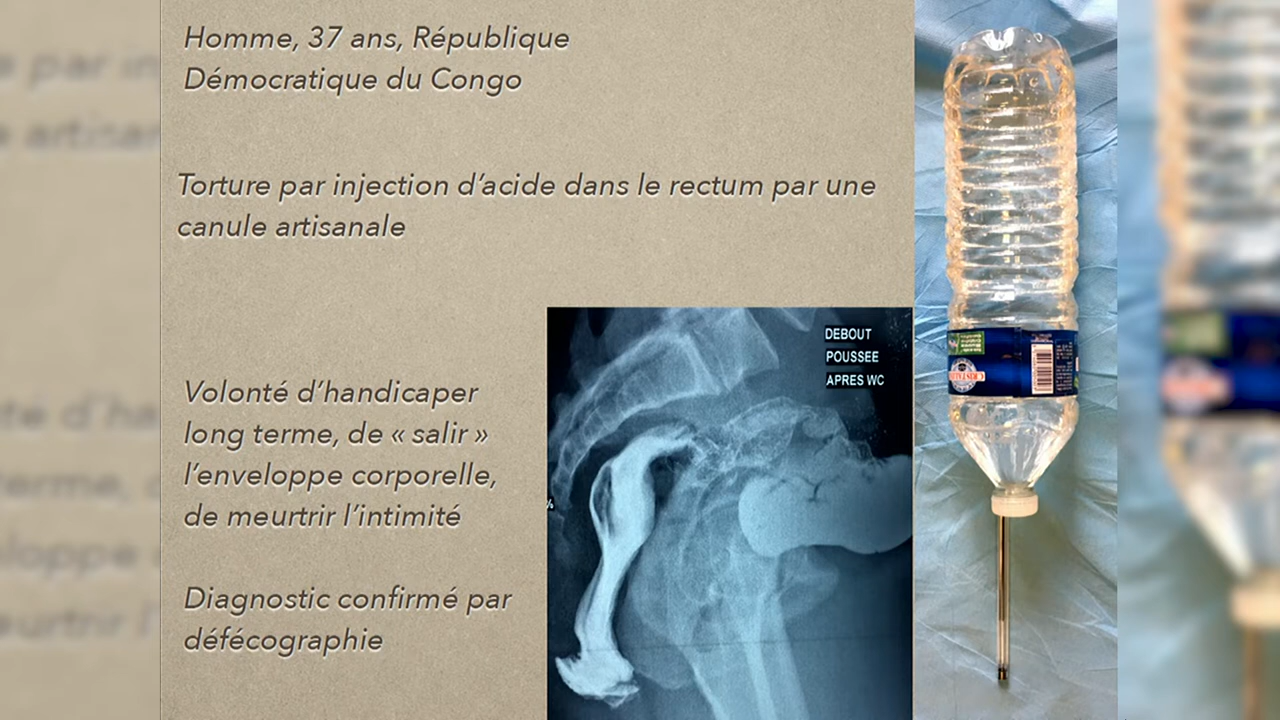 Homme, 37 ans, République
Démocratique du Congo
Torture par injection d’acide dans le rectum par une
canule artisanale
Volonté d’handicaper
long terme, de « salir »
l’enveloppe corporelle,
de meurtrir l’intimité
Diagnostic confirmé par
défécographie
DEBOUT
POUSSEE
APRES WC